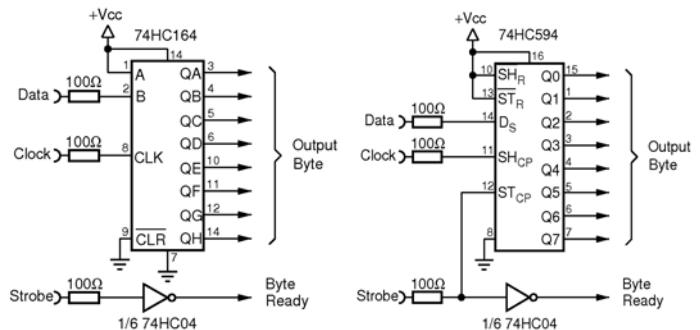 +Vcc
74HC164
14
1
A
QA
3
Data
100Ω
2
B
QB
4
QC
5
QD
6
Clock
100Ω
8
CLK
QE
10
QF
11
QG
12
9
CLR
QH
14
7
Output
Byte
Strobe
100Ω
1/6 74HC04
Byte
Ready
+Vcc
74HC594
16
10
SHR
Q0
15
13
STR
Q1
1
Data
100Ω
14
DS
Q2
2
Clock
100Ω
11
SHCP
Q3
3
Q4
4
12
STCP
Q5
5
Q6
6
8
Q7
7
Output
Byte
Strobe
100Ω
1/6 74HC04
Byte
Ready